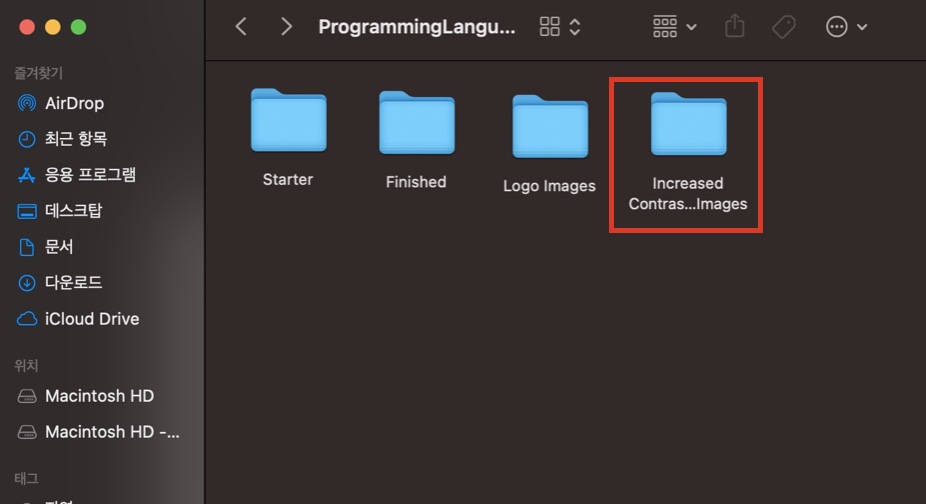 ProgrammingLangu...
즐겨찾기
AirDrop
최근 항목
응용 프로그램
데스크탑
문서
다운로드
iCloud Drive
위치
Macintosh HD
Macintosh HD -...
태그
Starter
Finished
Logo Images
Increased
Contras...Images